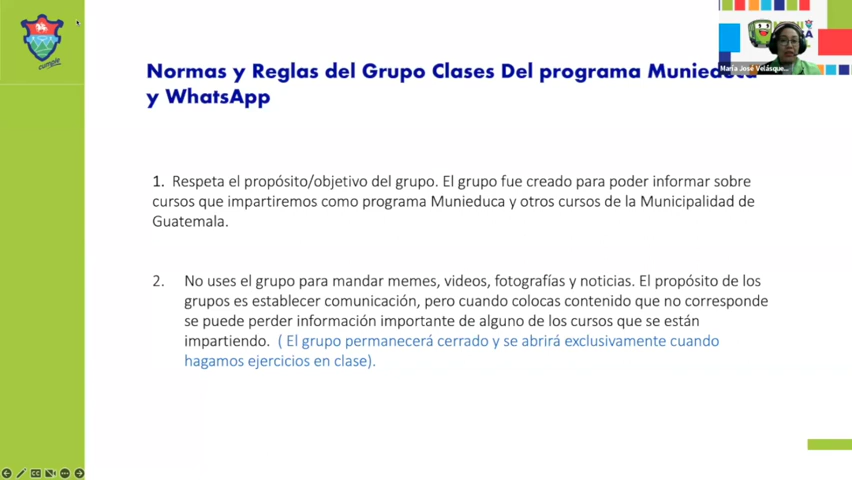 Normas y Reglas del Grupo Clases Del programa Munieduca
y WhatsApp
María José Velásque...
1. Respeta el propósito/objetivo del grupo. El grupo fue creado para poder informar sobre
cursos que impartiremos como programa Munieduca y otros cursos de la Municipalidad de
Guatemala.
2. No uses el grupo para mandar memes, videos, fotografías y noticias. El propósito de los
grupos es establecer comunicación, pero cuando colocas contenido que no corresponde
se puede perder información importante de alguno de los cursos que se están
impartiendo. ( El grupo permanecerá cerrado y se abrirá exclusivamente cuando
hagamos ejercicios en clase).
cumple